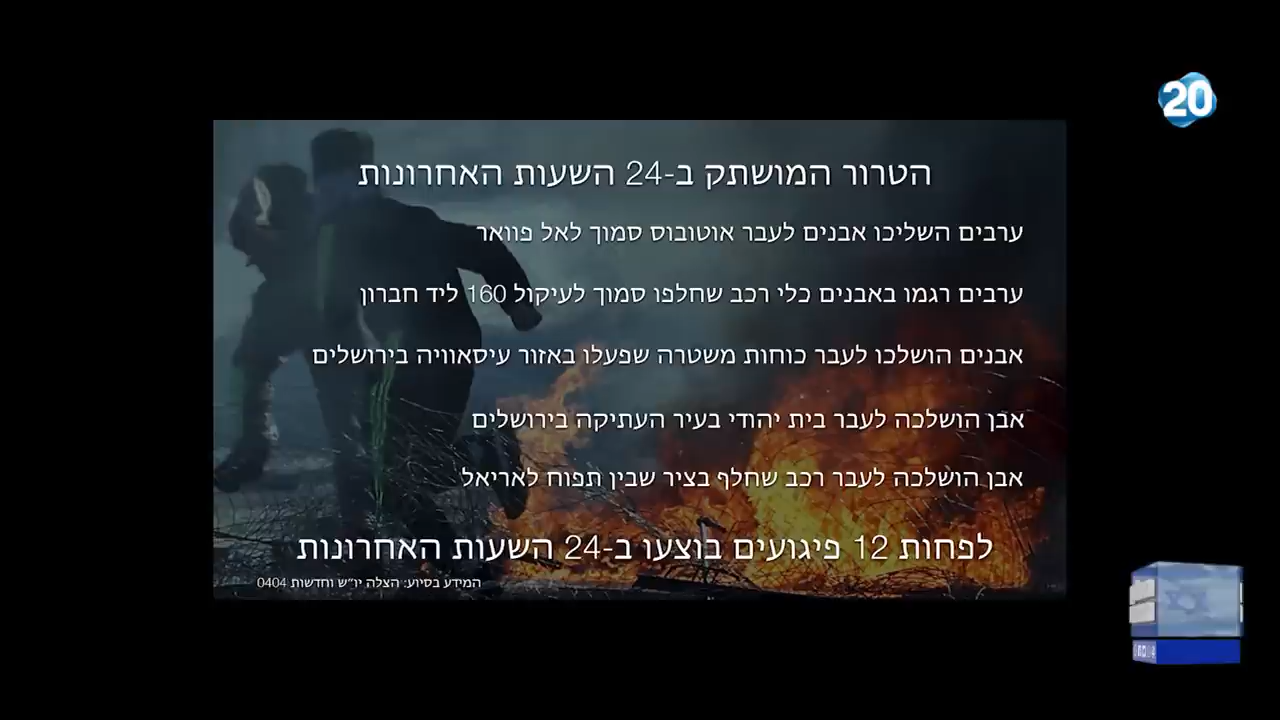 20
הטרור המושתק ב-24 השעות האחרונות
ערבים השליכו אבנים לעבר אוטובוס סמוך לאל פוואר
ערבים רגמו באבנים כלי רכב שחלפו סמוך לעיקול 160 ליד חברון
אבנים הושלכו לעבר כוחות משטרה שפעלו באזור עיסאוויה בירושלים
אבן הושלכה לעבר בית יהודי בעיר העתיקה בירושלים
אבן הושלכה לעבר רכב שחלף בציר שבין תפוח לאריאל
לפחות 12 פיגועים בוצעו ב-24 השעות האחרונות
המידע בסיוע: הצלה יו״ש וחדשות 0404